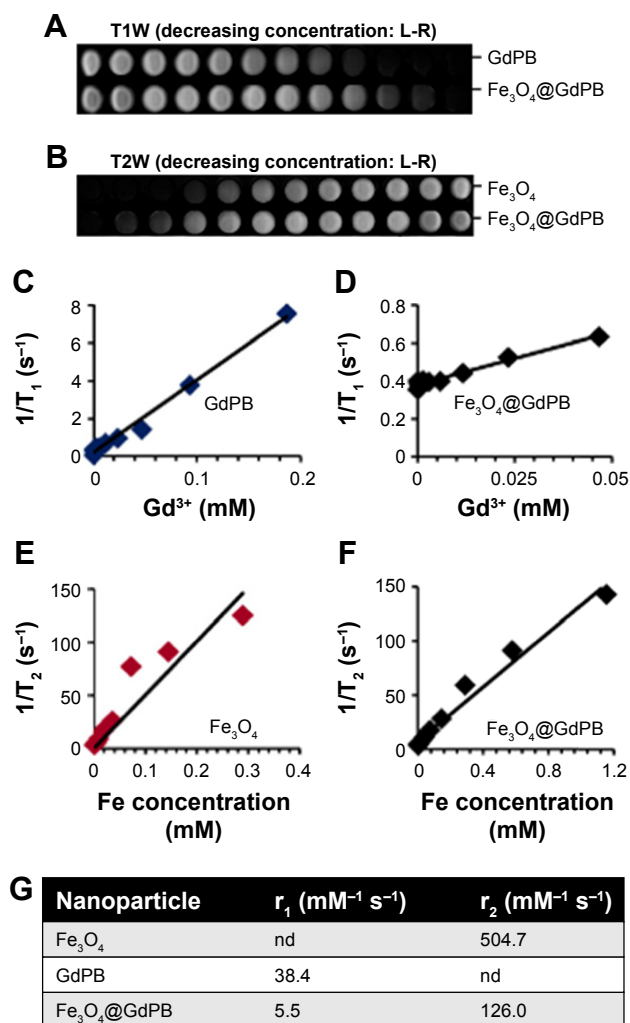 A
T1W (decreasing concentration: L-R)
GdPB
Fe₃O₄@GdPB
B
T2W (decreasing concentration: L-R)
Fe₃O₄
Fe₃O₄@GdPB
C
8
6
4
2
0
1/T₁ (s⁻¹)
GdPB
0 0.1 0.2
Gd³⁺ (mM)
D
0.8
0.6
0.4
0.2
0
1/T₁ (s⁻¹)
Fe₃O₄@GdPB
0 0.025 0.05
Gd³⁺ (mM)
E
150
100
50
0
1/T₂ (s⁻¹)
Fe₃O₄
0 0.1 0.2 0.3 0.4
Fe concentration
(mM)
F
150
100
50
0
1/T₂ (s⁻¹)
Fe₃O₄@GdPB
0 0.4 0.8 1.2
Fe concentration
(mM)
G
Nanoparticle r₁ (mM⁻¹ s⁻¹) r₂ (mM⁻¹ s⁻¹)
Fe₃O₄ nd 504.7
GdPB 38.4 nd
Fe₃O₄@GdPB 5.5 126.0